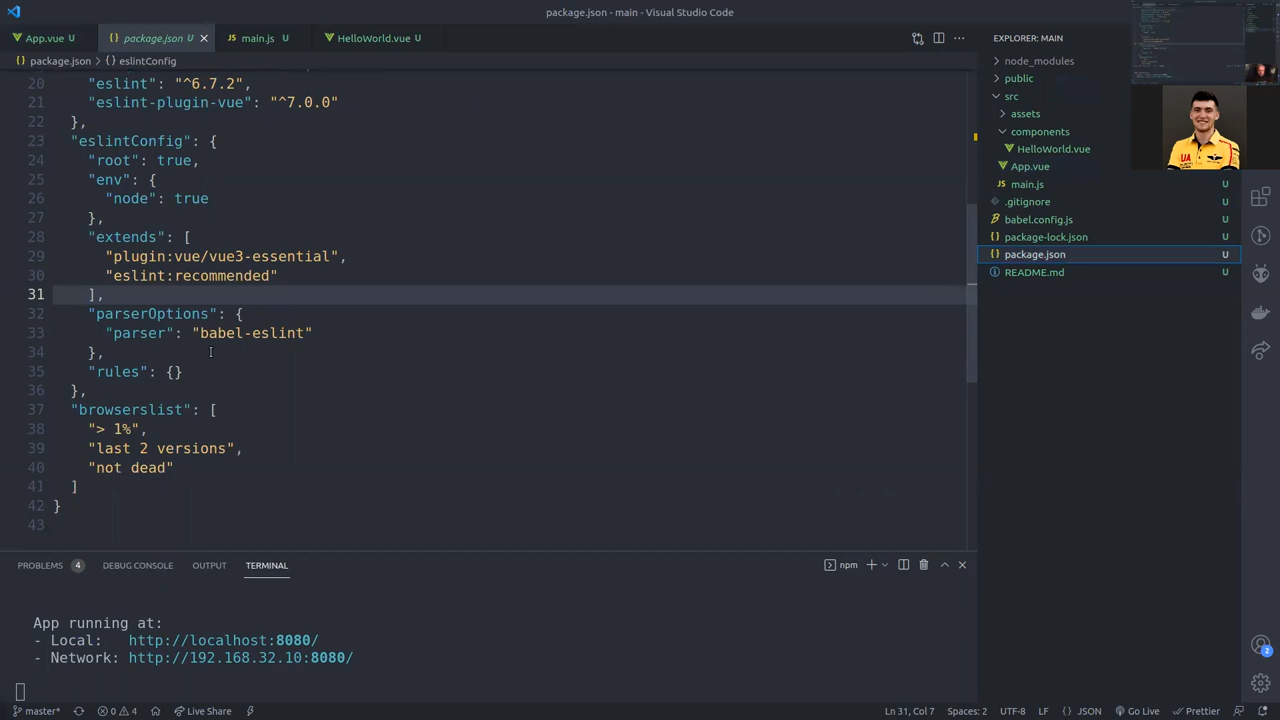 package.json - main - Visual Studio Code
App.vue U
package.json U
main.js U
HelloWorld.vue U
package.json > {} eslintConfig
20 "eslint": "^6.7.2",
21 "eslint-plugin-vue": "^7.0.0"
22 },
23 "eslintConfig": {
24 "root": true,
25 "env": {
26 "node": true
27 },
28 "extends": [
29 "plugin:vue/vue3-essential",
30 "eslint:recommended"
31 ],
32 "parserOptions": {
33 "parser": "babel-eslint"
34 },
35 "rules": {}
36 },
37 "browserslist": [
38 "> 1%",
39 "last 2 versions",
40 "not dead"
41 ]
42 }
43
EXPLORER: MAIN
node_modules
public
src
assets
components
HelloWorld.vue
App.vue
main.js U
.gitignore U
babel.config.js U
package-lock.json U
package.json U
README.md U
UA
PROBLEMS 4 DEBUG CONSOLE OUTPUT TERMINAL
npm
App running at:
- Local: http://localhost:8080/
- Network: http://192.168.32.10:8080/
2
master* 0 4 Live Share
Ln 31, Col 7 Spaces: 2 UTF-8 LF {} JSON Go Live Prettier